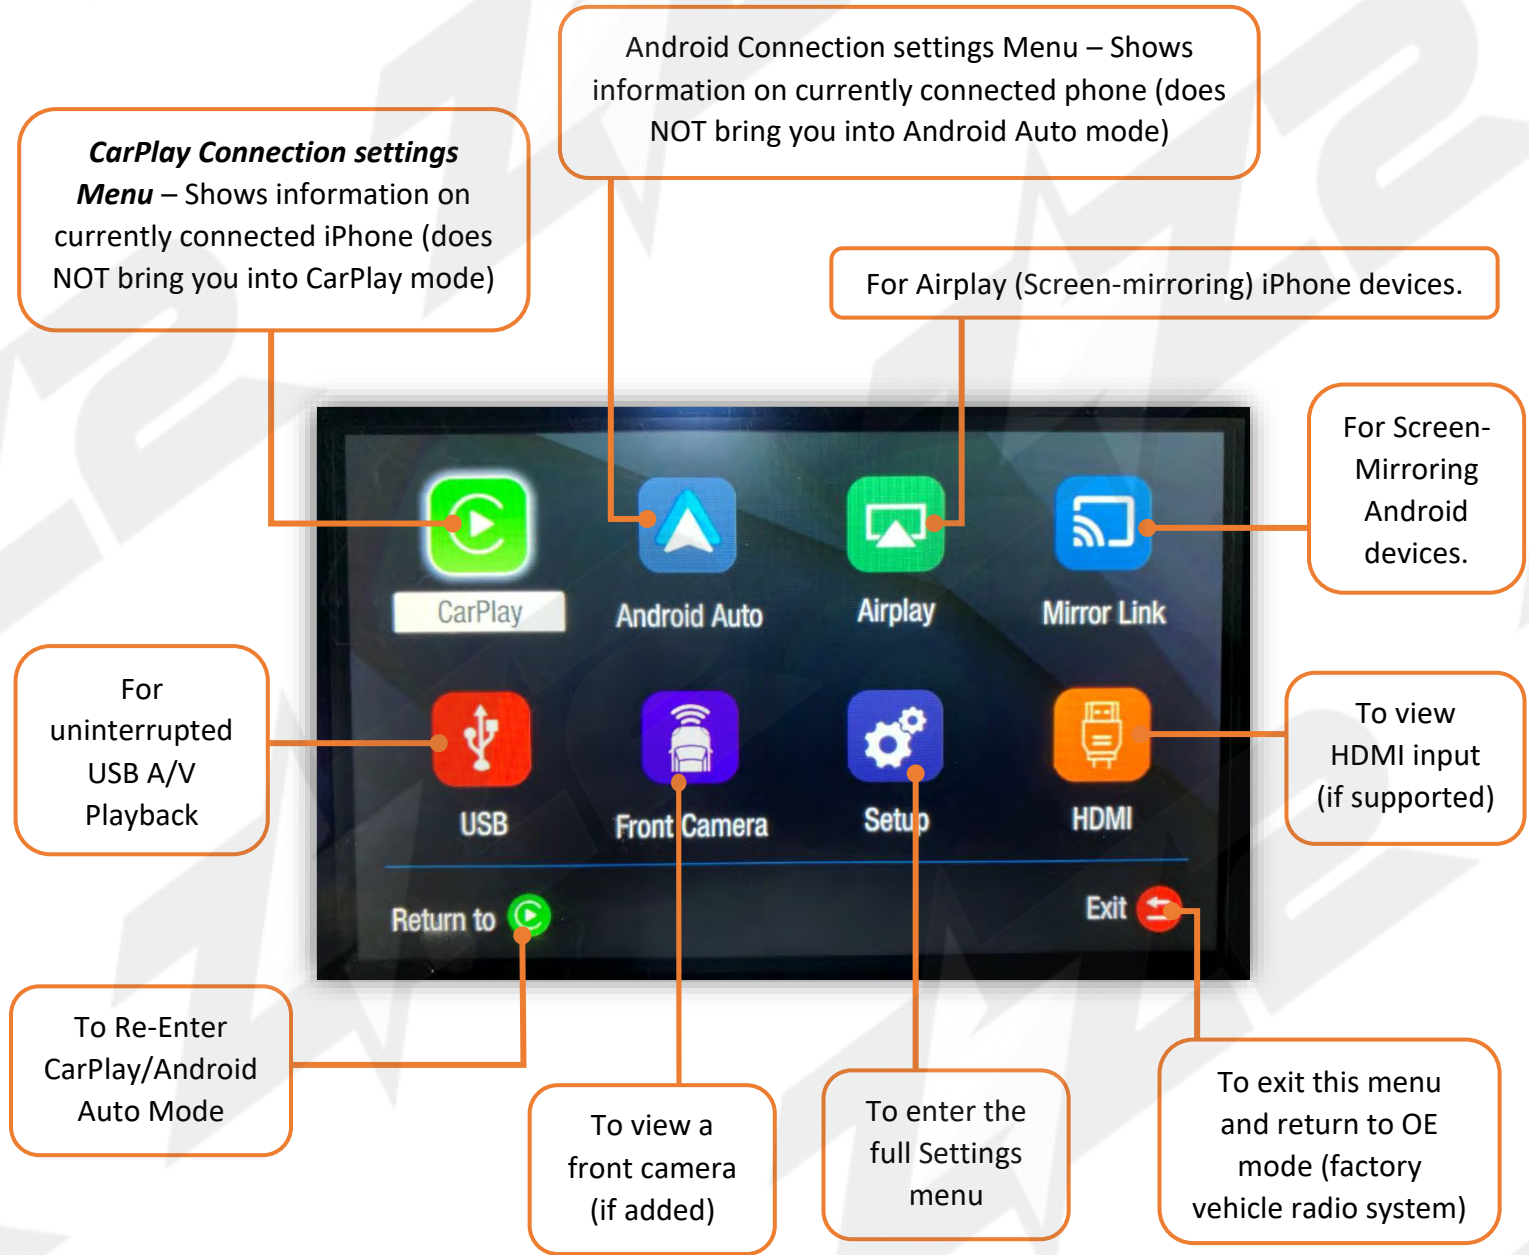 Android Connection settings Menu – Shows
information on currently connected phone (does
NOT bring you into Android Auto mode)
CarPlay Connection settings
Menu – Shows information on
currently connected iPhone (does
NOT bring you into CarPlay mode)
For Airplay (Screen-mirroring) iPhone devices.
For Screen-
Mirroring
Android
devices.
CarPlay
Android Auto
Airplay
Mirror Link
For
uninterrupted
USB A/V
Playback
To view
HDMI input
(if supported)
USB
Front Camera
Setup
HDMI
Return to
Exit
To Re-Enter
CarPlay/Android
Auto Mode
To view a
front camera
(if added)
To enter the
full Settings
menu
To exit this menu
and return to OE
mode (factory
vehicle radio system)